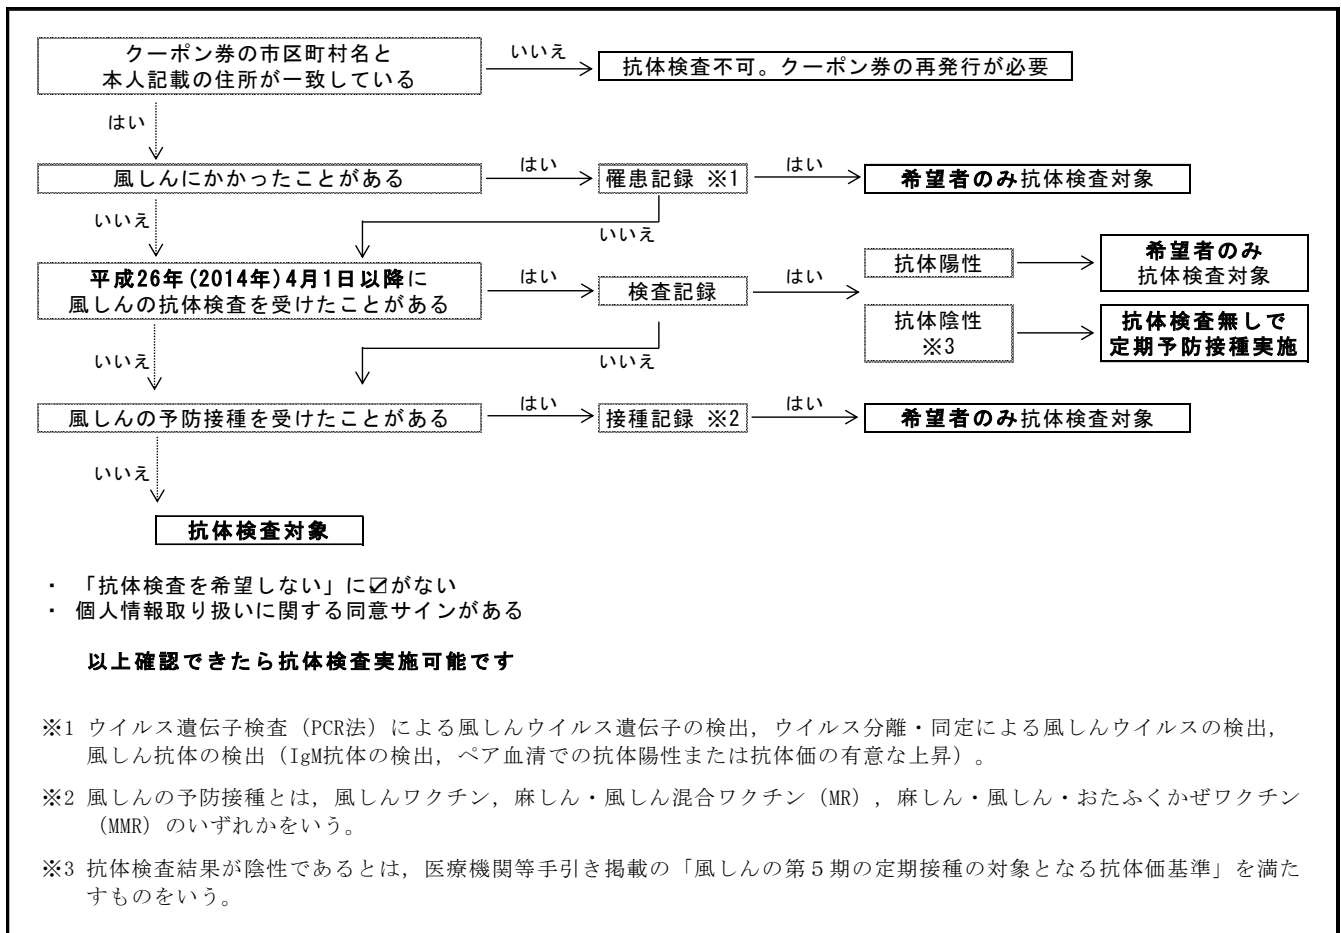 クーポン券の市区町村名と
本人記載の住所が一致している
いいえ
抗体検査不可。クーポン券の再発行が必要
はい
風しんにかかったことがある
はい
罹患記録 ※1
はい
希望者のみ抗体検査対象
いいえ
いいえ
平成26年(2014年)4月1日以降に
風しんの抗体検査を受けたことがある
はい
検査記録
はい
抗体陽性
希望者のみ
抗体検査対象
抗体陰性
※3
抗体検査無しで
定期予防接種実施
いいえ
いいえ
風しんの予防接種を受けたことがある
はい
接種記録 ※2
はい
希望者のみ抗体検査対象
いいえ
抗体検査対象
・ 「抗体検査を希望しない」に☑がない
・ 個人情報取り扱いに関する同意サインがある
以上確認できたら抗体検査実施可能です
※1 ウイルス遺伝子検査（PCR法）による風しんウイルス遺伝子の検出，ウイルス分離・同定による風しんウイルスの検出，
風しん抗体の検出（IgM抗体の検出，ペア血清での抗体陽性または抗体価の有意な上昇）。
※2 風しんの予防接種とは，風しんワクチン，麻しん・風しん混合ワクチン（MR），麻しん・風しん・おたふくかぜワクチン
（MMR）のいずれかをいう。
※3 抗体検査結果が陰性であるとは，医療機関等手引き掲載の「風しんの第５期の定期接種の対象となる抗体価基準」を満た
すものをいう。